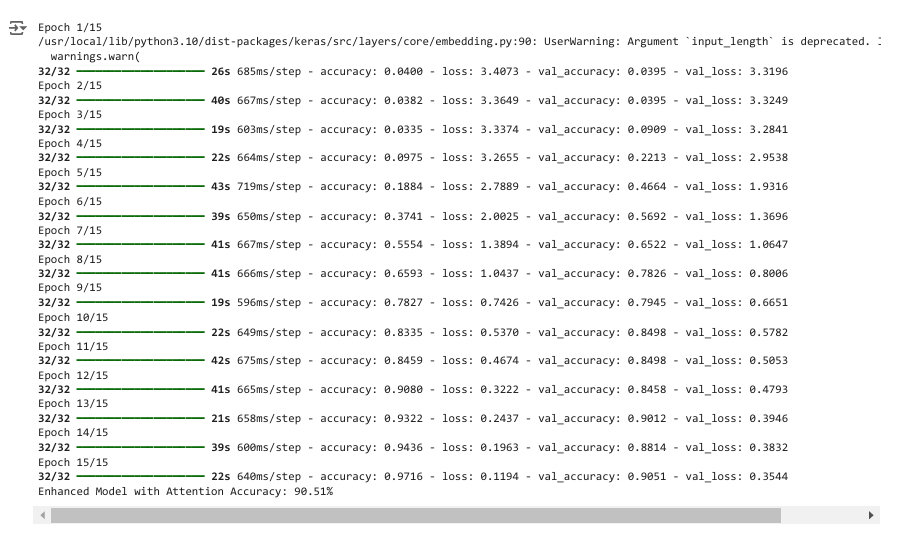 Epoch 1/15
/usr/local/lib/python3.10/dist-packages/keras/src/layers/core/embedding.py:90: UserWarning: Argument `input_length` is deprecated.
warnings.warn(
32/32 26s 685ms/step - accuracy: 0.0400 - loss: 3.4073 - val_accuracy: 0.0395 - val_loss: 3.3196
Epoch 2/15
32/32 40s 667ms/step - accuracy: 0.0382 - loss: 3.3649 - val_accuracy: 0.0395 - val_loss: 3.3249
Epoch 3/15
32/32 19s 603ms/step - accuracy: 0.0335 - loss: 3.3374 - val_accuracy: 0.0909 - val_loss: 3.2841
Epoch 4/15
32/32 22s 664ms/step - accuracy: 0.0975 - loss: 3.2655 - val_accuracy: 0.2213 - val_loss: 2.9538
Epoch 5/15
32/32 43s 719ms/step - accuracy: 0.1884 - loss: 2.7889 - val_accuracy: 0.4664 - val_loss: 1.9316
Epoch 6/15
32/32 39s 650ms/step - accuracy: 0.3741 - loss: 2.0025 - val_accuracy: 0.5692 - val_loss: 1.3696
Epoch 7/15
32/32 41s 667ms/step - accuracy: 0.5554 - loss: 1.3894 - val_accuracy: 0.6522 - val_loss: 1.0647
Epoch 8/15
32/32 41s 666ms/step - accuracy: 0.6593 - loss: 1.0437 - val_accuracy: 0.7826 - val_loss: 0.8006
Epoch 9/15
32/32 19s 596ms/step - accuracy: 0.7827 - loss: 0.7426 - val_accuracy: 0.7945 - val_loss: 0.6651
Epoch 10/15
32/32 22s 649ms/step - accuracy: 0.8335 - loss: 0.5370 - val_accuracy: 0.8498 - val_loss: 0.5782
Epoch 11/15
32/32 42s 675ms/step - accuracy: 0.8459 - loss: 0.4674 - val_accuracy: 0.8498 - val_loss: 0.5053
Epoch 12/15
32/32 41s 665ms/step - accuracy: 0.9080 - loss: 0.3222 - val_accuracy: 0.8458 - val_loss: 0.4793
Epoch 13/15
32/32 21s 658ms/step - accuracy: 0.9322 - loss: 0.2437 - val_accuracy: 0.9012 - val_loss: 0.3946
Epoch 14/15
32/32 39s 600ms/step - accuracy: 0.9436 - loss: 0.1963 - val_accuracy: 0.8814 - val_loss: 0.3832
Epoch 15/15
32/32 22s 640ms/step - accuracy: 0.9716 - loss: 0.1194 - val_accuracy: 0.9051 - val_loss: 0.3544
Enhanced Model with Attention Accuracy: 90.51%